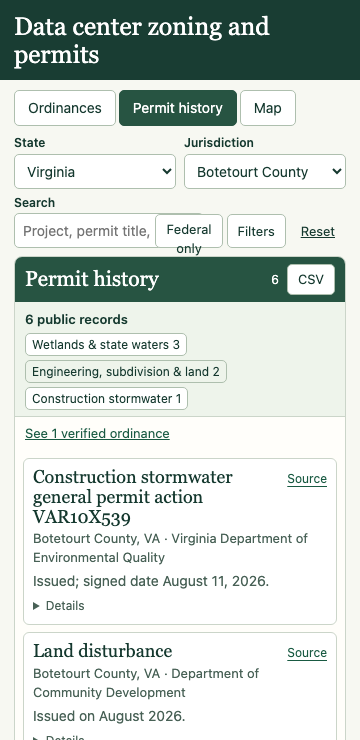 Data center zoning and
permits
Ordinances
Permit history
Map
State
Jurisdiction
Virginia
Botetourt County
Search
Project, permit title,
Federal
only
Filters
Reset
Permit history
6
CSV
6 public records
Wetlands & state waters 3
Engineering, subdivision & land 2
Construction stormwater 1
See 1 verified ordinance
Construction stormwater
general permit action
VAR10X539
Source
Botetourt County, VA · Virginia Department of
Environmental Quality
Issued; signed date August 11, 2026.
Details
Land disturbance
Source
Botetourt County, VA · Department of
Community Development
Issued on August 2026.
Details